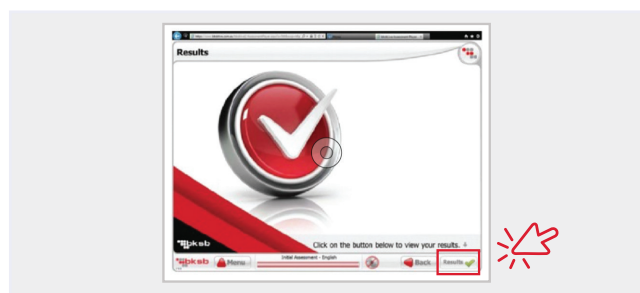 Results
bksb
Click on the button below to view your results.
bksb
Menu
Initial Assessment - English
Back
Results